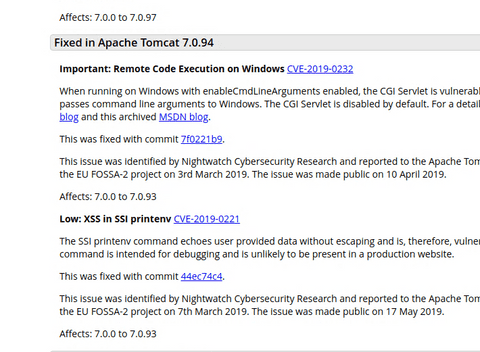 Affects: 7.0.0 to 7.0.97
Fixed in Apache Tomcat 7.0.94
Important: Remote Code Execution on Windows CVE-2019-0232
When running on Windows with enableCmdLineArguments enabled, the CGI Servlet is
passes command line arguments to Windows. The CGI Servlet is disabled by default. For a
blog and this archived MSDN blog.
This was fixed with commit 7f0221b9.
This issue was identified by Nightwatch Cybersecurity Research and reported to the Apache
the EU FOSSA-2 project on 3rd March 2019. The issue was made public on 10 April 2019.
Affects: 7.0.0 to 7.0.93
Low: XSS in SSI printenv CVE-2019-0221
The SSI printenv command echoes user provided data without escaping and is, therefore,
command is intended for debugging and is unlikely to be present in a production website.
This was fixed with commit 44ec74c4.
This issue was identified by Nightwatch Cybersecurity Research and reported to the Apache
the EU FOSSA-2 project on 7th March 2019. The issue was made public on 17 May 2019.
Affects: 7.0.0 to 7.0.93